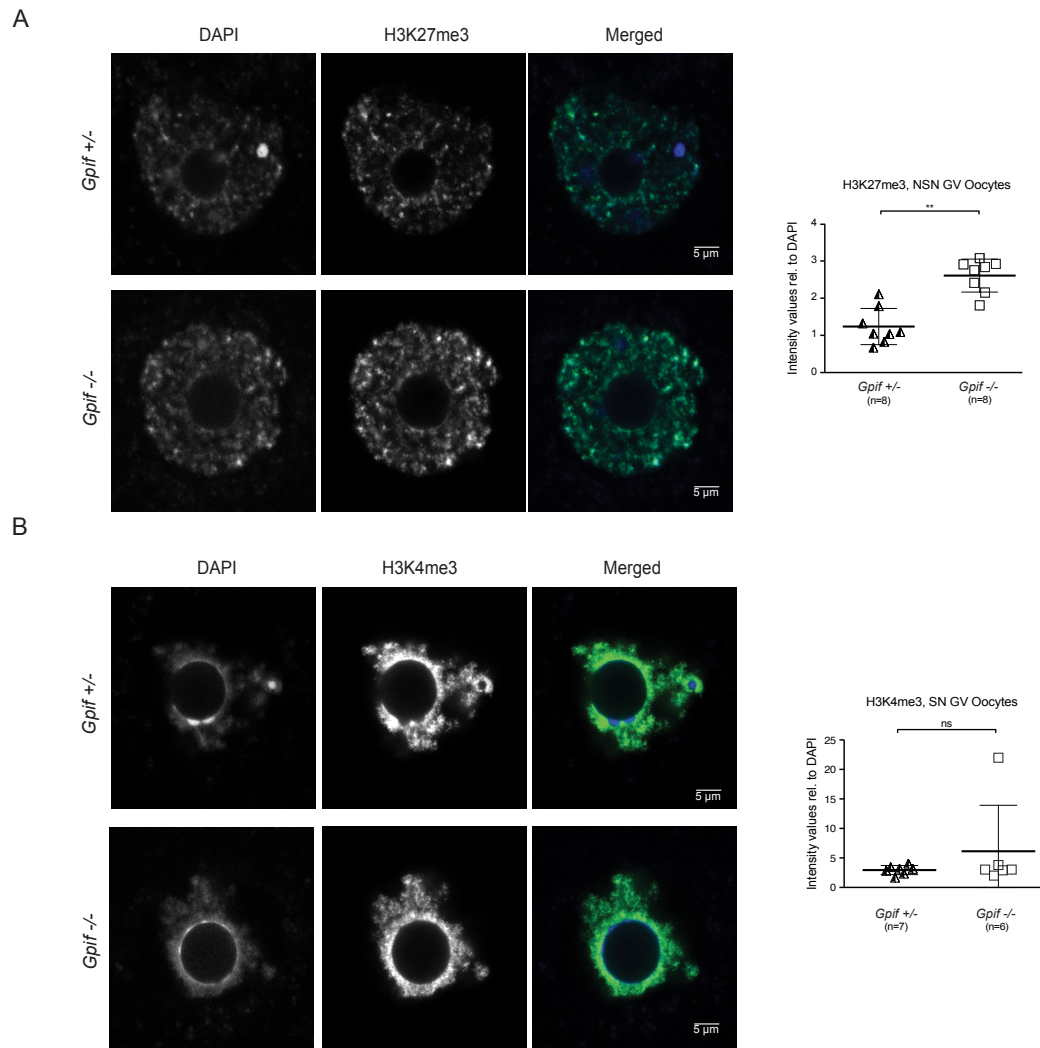 A
DAPI H3K27me3 Merged
Gpif +/-
5 µm
Gpif -/-
5 µm
H3K27me3, NSN GV Oocytes
**
Intensity values rel. to DAPI
4
3
2
1
0
Gpif +/- Gpif -/-
(n=8) (n=8)
B
DAPI H3K4me3 Merged
Gpif +/-
5 µm
Gpif -/-
5 µm
H3K4me3, SN GV Oocytes
ns
Intensity values rel. to DAPI
25
20
15
10
5
0
Gpif +/- Gpif -/-
(n=7) (n=6)